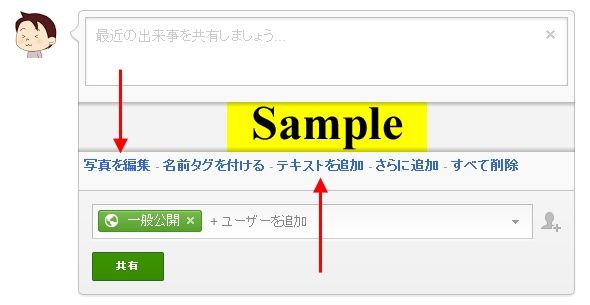 最近の出来事を共有しましょう...
Sample
写真を編集 - 名前タグを付ける - テキストを追加 - さらに追加 - すべて削除
一般公開 × + ユーザーを追加
共有